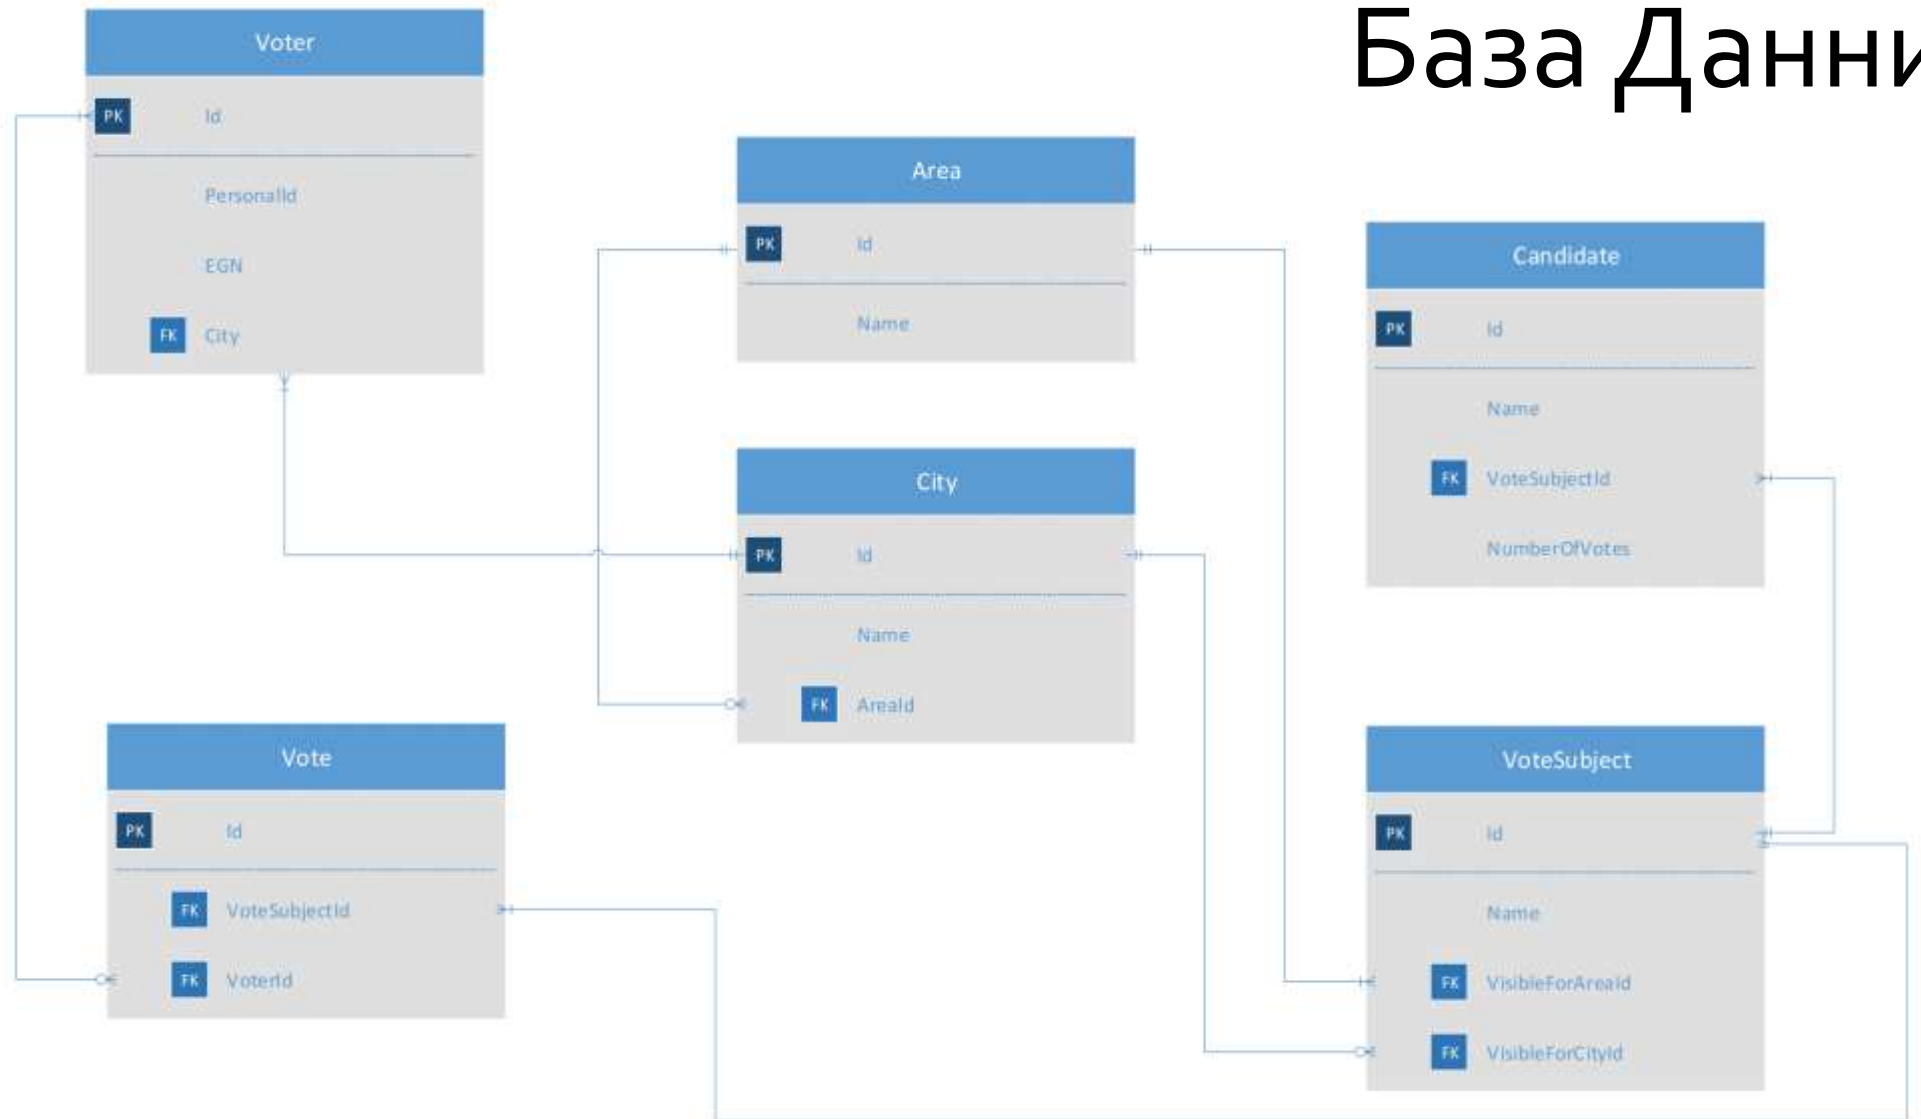 База Данни
Voter
PK Id
PersonalId
EGN
FK City
Area
PK Id
Name
Candidate
PK Id
Name
FK VoteSubjectId
NumberOfVotes
City
PK Id
Name
FK AreaId
Vote
PK Id
FK VoteSubjectId
FK VoterId
VoteSubject
PK Id
Name
FK VisibleForAreaId
FK VisibleForCityId